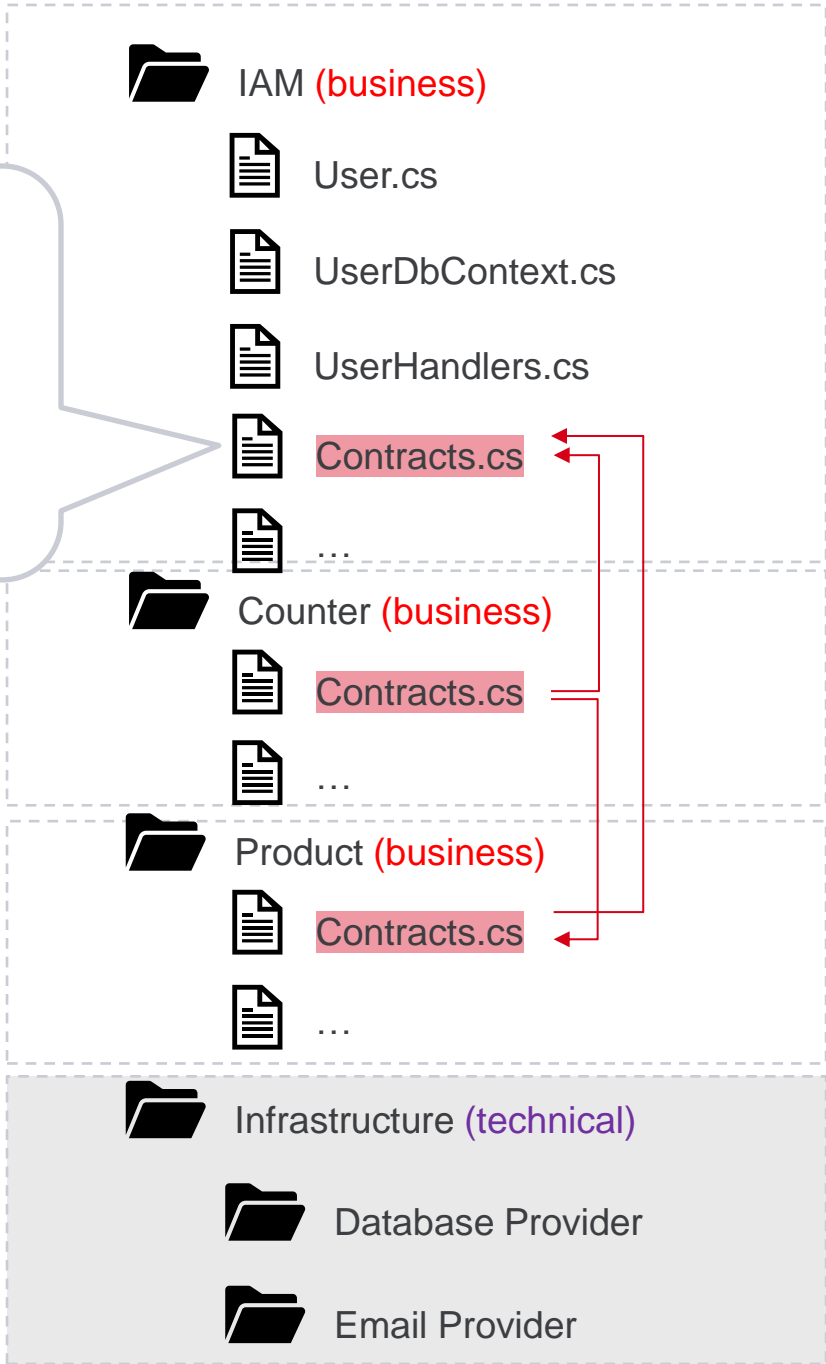 IAM (business)
User.cs
UserDbContext.cs
UserHandlers.cs
Contracts.cs
…
Counter (business)
Contracts.cs
…
Product (business)
Contracts.cs
…
Infrastructure (technical)
Database Provider
Email Provider